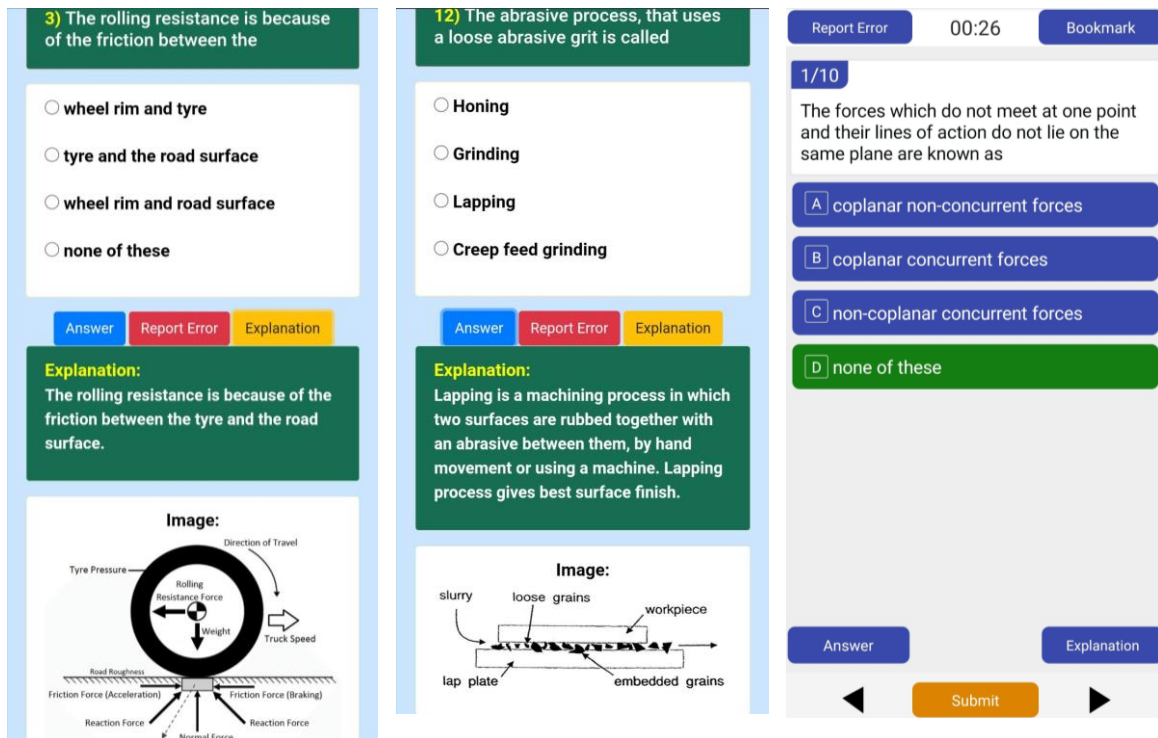 3) The rolling resistance is because
of the friction between the
wheel rim and tyre
tyre and the road surface
wheel rim and road surface
none of these
Answer
Report Error
Explanation
Explanation:
The rolling resistance is because of the
friction between the tyre and the road
surface.
Image:
Direction of Travel
Tyre Pressure
Rolling
Resistance Force
Weight
Truck Speed
Road Roughness
Friction Force (Acceleration)
Friction Force (Braking)
Reaction Force
Reaction Force
Normal Force
12) The abrasive process, that uses
a loose abrasive grit is called
Honing
Grinding
Lapping
Creep feed grinding
Answer
Report Error
Explanation
Explanation:
Lapping is a machining process in which
two surfaces are rubbed together with
an abrasive between them, by hand
movement or using a machine. Lapping
process gives best surface finish.
Image:
slurry
loose grains
workpiece
lap plate
embedded grains
Report Error
00:26
Bookmark
1/10
The forces which do not meet at one point
and their lines of action do not lie on the
same plane are known as
A coplanar non-concurrent forces
B coplanar concurrent forces
C non-coplanar concurrent forces
D none of these
Answer
Explanation
Submit